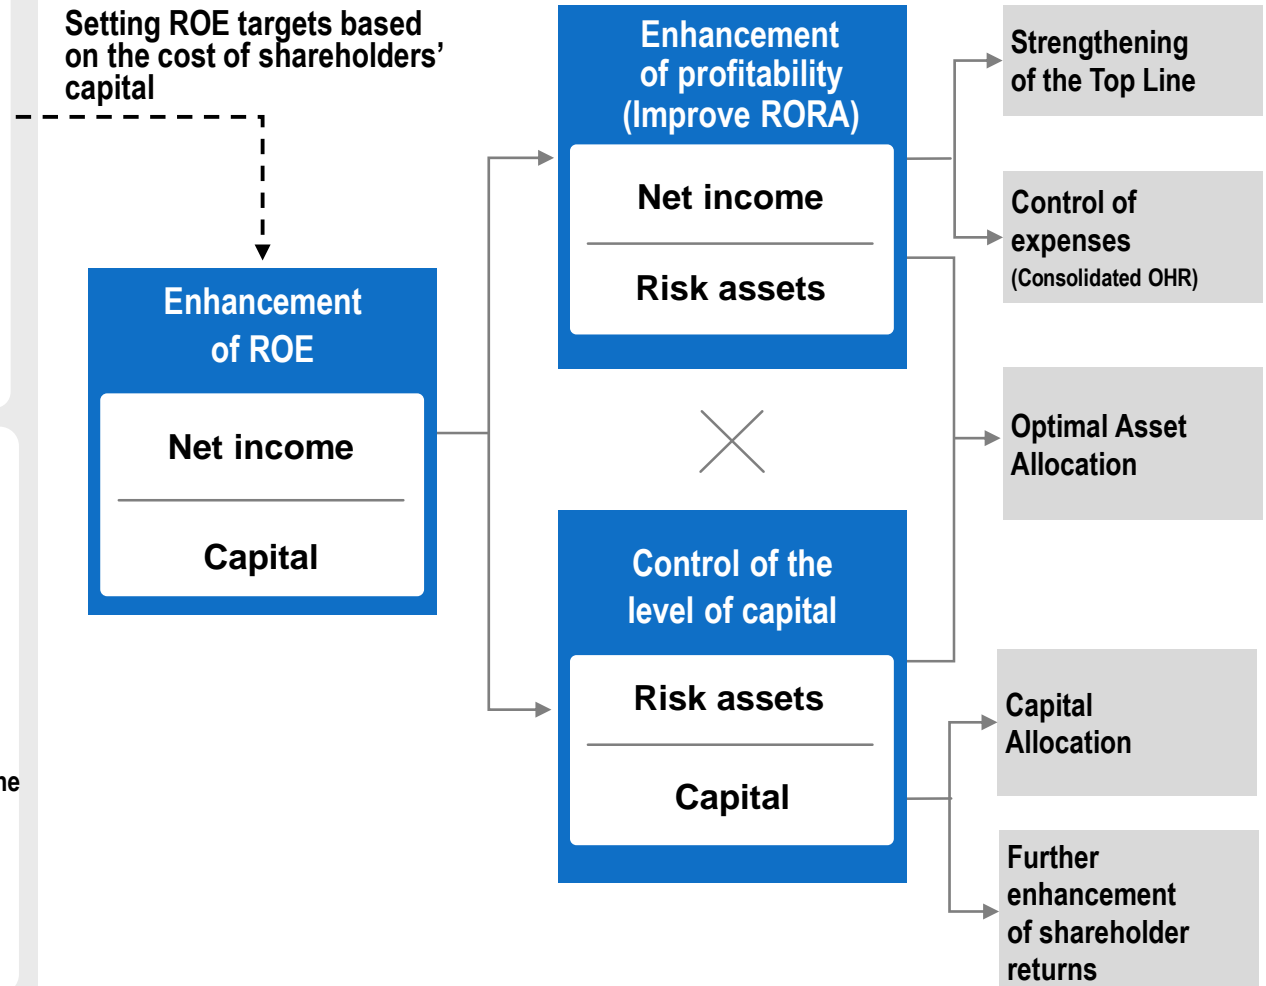 Setting ROE targets based
on the cost of shareholders’
capital
Enhancement
of ROE
Net income
Capital
Enhancement
of profitability
(Improve RORA)
Net income
Risk assets
Control of the
level of capital
Risk assets
Capital
Strengthening
of the Top Line
Control of
expenses
(Consolidated OHR)
Optimal Asset
Allocation
Capital
Allocation
Further
enhancement
of shareholder
returns